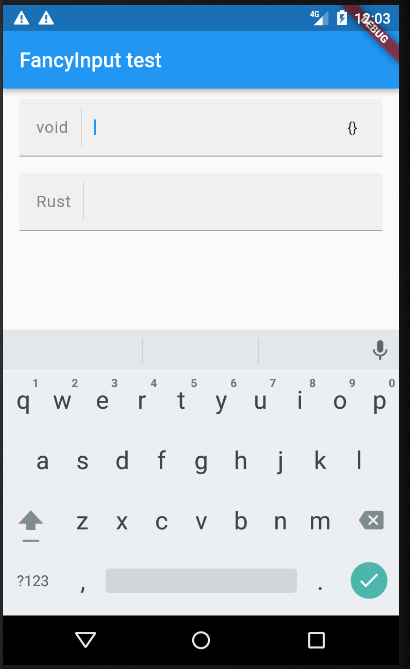 4G 12:03
DEBUG
FancyInput test
void {}
Rust
1 2 3 4 5 6 7 8 9 0
q w e r t y u i o p
a s d f g h j k l
z x c v b n m
?123 , .